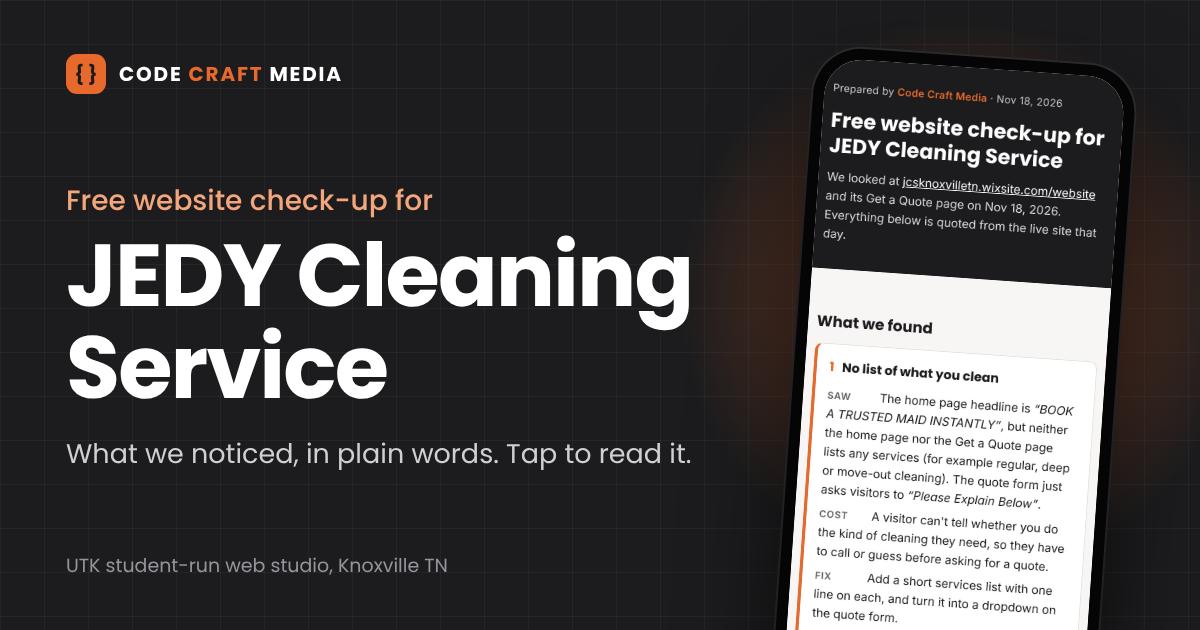 { } CODE CRAFT MEDIA
Free website check-up for
JEDY Cleaning
Service
What we noticed, in plain words. Tap to read it.
UTK student-run web studio, Knoxville TN
Prepared by Code Craft Media · Nov 18, 2026
Free website check-up for
JEDY Cleaning Service
We looked at jcsknoxvilletn.wixsite.com/website
and its Get a Quote page on Nov 18, 2026.
Everything below is quoted from the live site that
day.
What we found
1 No list of what you clean
SAW The home page headline is “BOOK
A TRUSTED MAID INSTANTLY”, but neither
the home page nor the Get a Quote page
lists any services (for example regular, deep
or move-out cleaning). The quote form just
asks visitors to “Please Explain Below”.
COST A visitor can't tell whether you do
the kind of cleaning they need, so they have
to call or guess before asking for a quote.
FIX Add a short services list with one
line on each, and turn it into a dropdown on
the quote form.